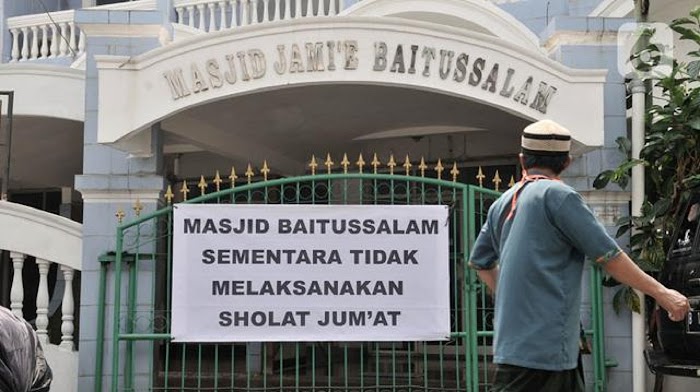 MASJID JAMI'E BAITUSSALAM
MASJID BAITUSSALAM
SEMENTARA TIDAK
MELAKSANAKAN
SHOLAT JUM'AT